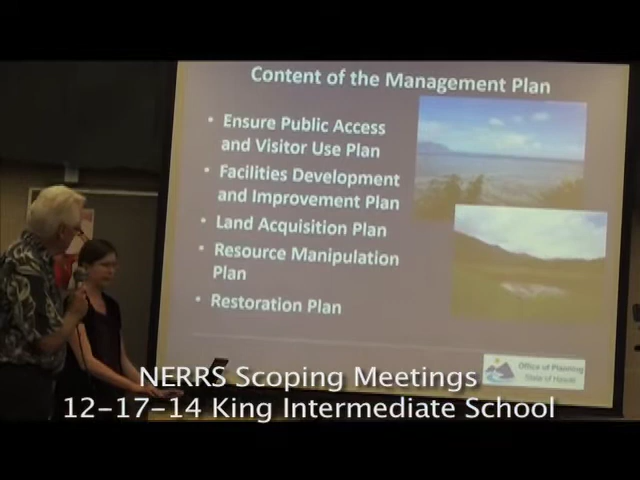 Content of the Management Plan
• Ensure Public Access
and Visitor Use Plan
• Facilities Development
and Improvement Plan
• Land Acquisition Plan
• Resource Manipulation
Plan
• Restoration Plan
Office of Planning
State of Hawaii
NERRS Scoping Meetings
12-17-14 King Intermediate School